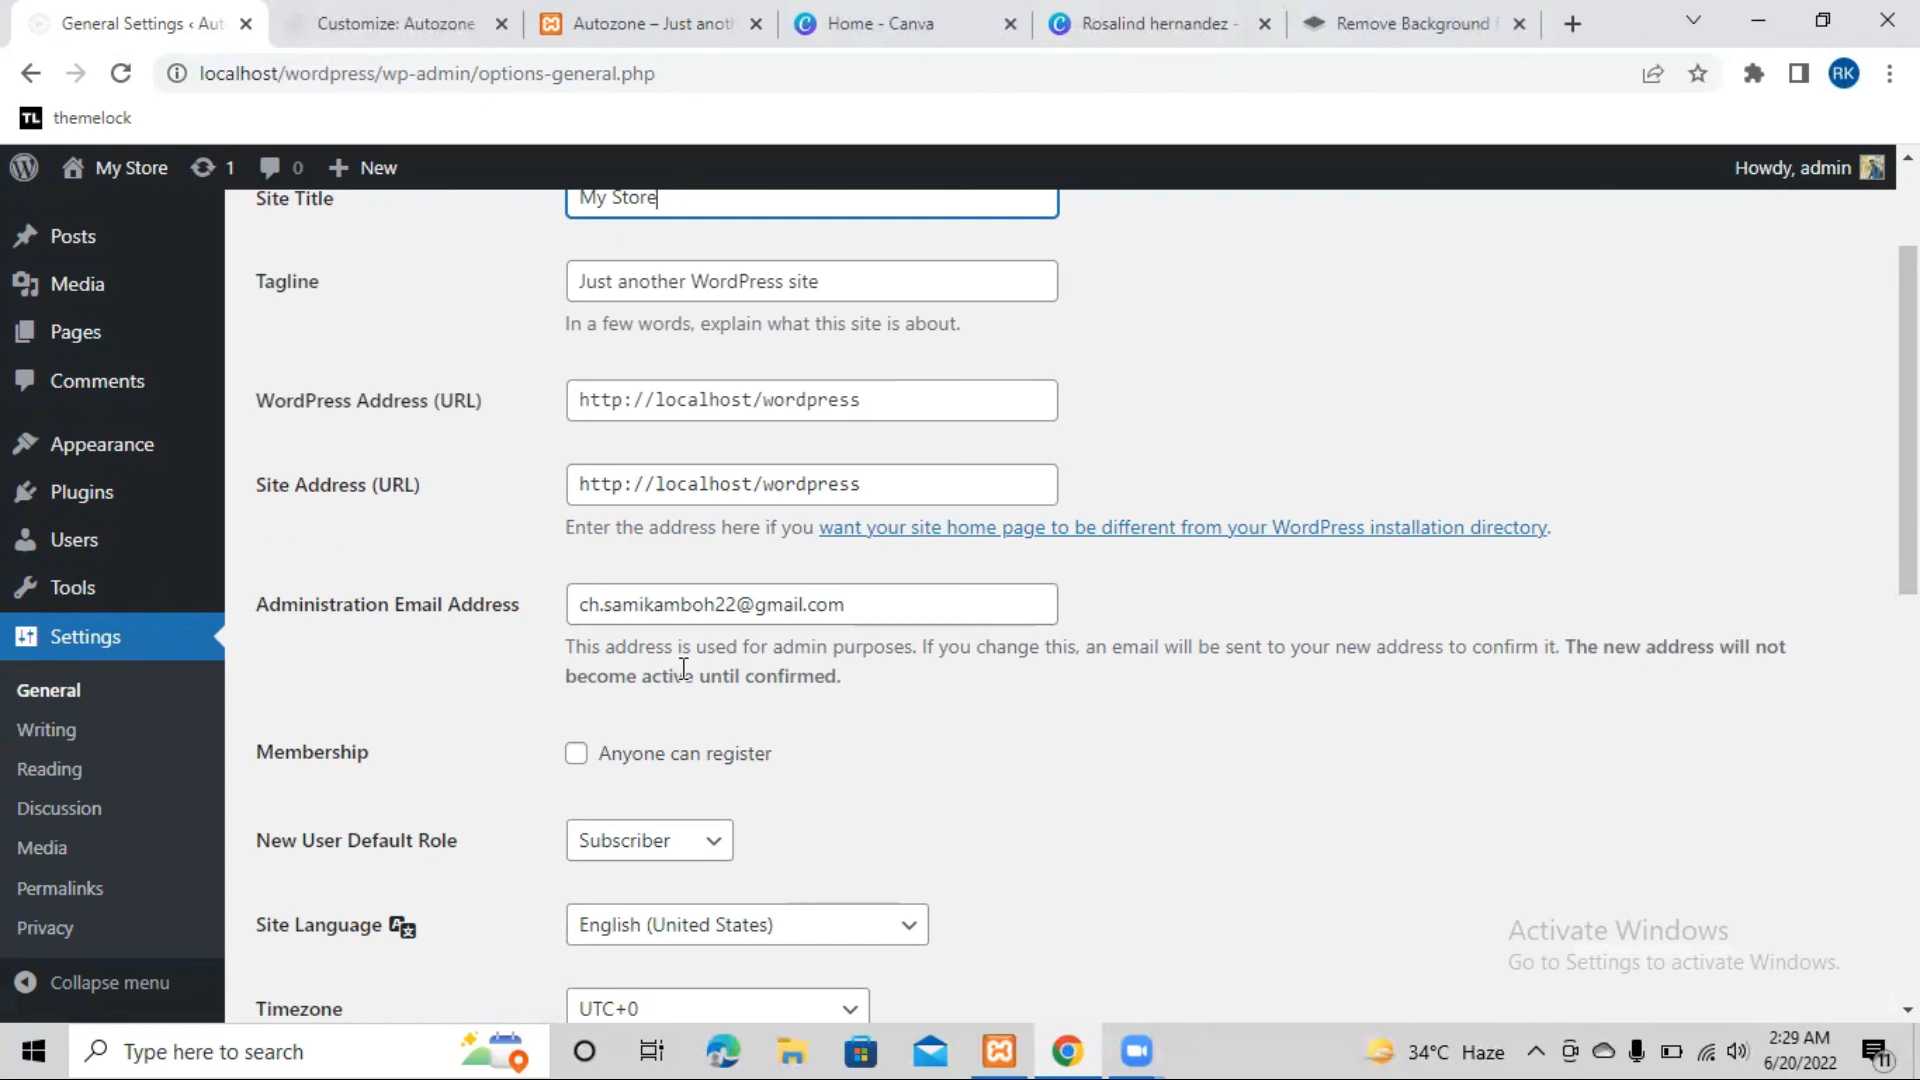 General Settings ‹ Aut
Customize: Autozone
Autozone – Just anoth
Home - Canva
Rosalind hernandez -
Remove Background f
localhost/wordpress/wp-admin/options-general.php
RK
TL themelock
My Store
1
0
New
Howdy, admin
Posts
Media
Pages
Comments
Appearance
Plugins
Users
Tools
Settings
General
Writing
Reading
Discussion
Media
Permalinks
Privacy
Collapse menu
Site Title
My Store
Tagline
Just another WordPress site
In a few words, explain what this site is about.
WordPress Address (URL)
http://localhost/wordpress
Site Address (URL)
http://localhost/wordpress
Enter the address here if you want your site home page to be different from your WordPress installation directory.
Administration Email Address
ch.samikamboh22@gmail.com
This address is used for admin purposes. If you change this, an email will be sent to your new address to confirm it. The new address will not
become active until confirmed.
Membership
Anyone can register
New User Default Role
Subscriber
Site Language
English (United States)
Timezone
UTC+0
Activate Windows
Go to Settings to activate Windows.
Type here to search
34°C Haze
2:29 AM
6/20/2022
11